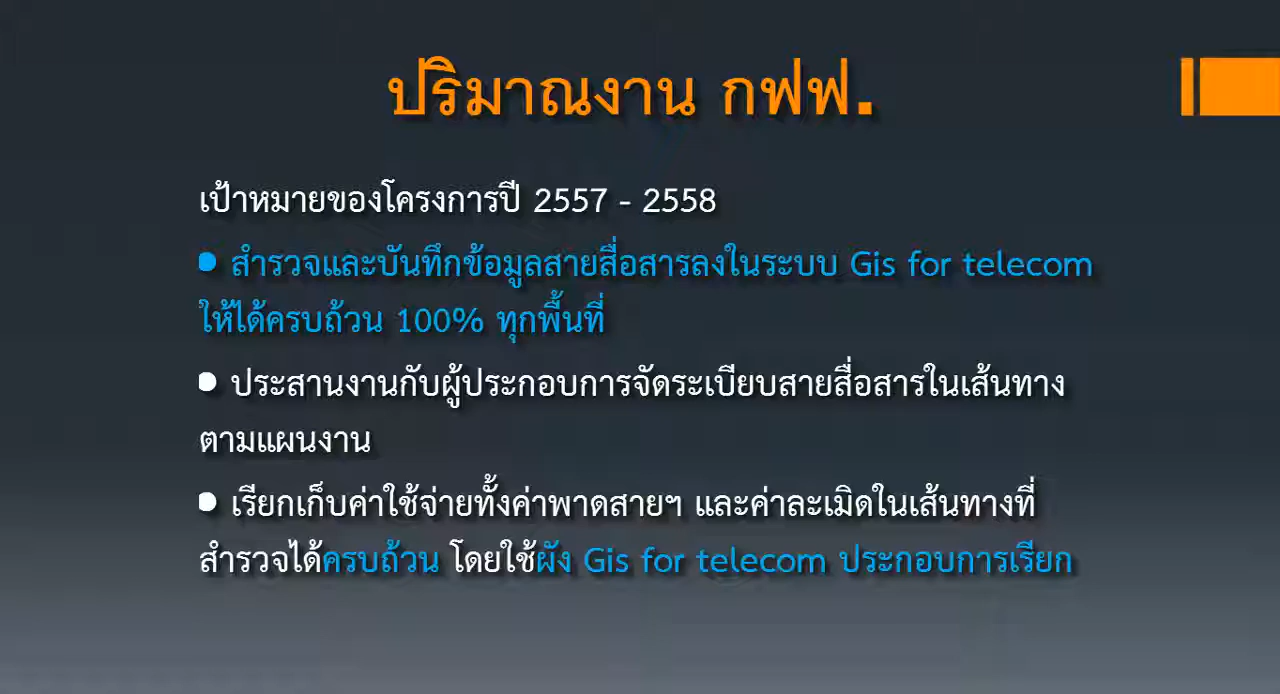 ปริมาณงาน กฟฟ.
เป้าหมายของโครงการปี 2557 - 2558
● สำรวจและบันทึกข้อมูลสายสื่อสารลงในระบบ Gis for telecom
ให้ได้ครบถ้วน 100% ทุกพื้นที่
● ประสานงานกับผู้ประกอบการจัดระเบียบสายสื่อสารในเส้นทาง
ตามแผนงาน
● เรียกเก็บค่าใช้จ่ายทั้งค่าพาดสายฯ และค่าละเมิดในเส้นทางที่
สำรวจได้ครบถ้วน โดยใช้ผัง Gis for telecom ประกอบการเรียก